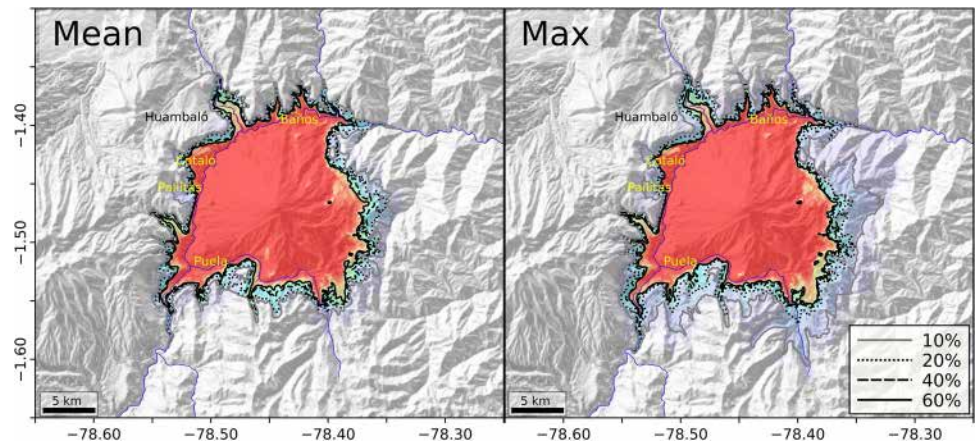 Mean
Max
Huambaló
Baños
Cotaló
Pallitas
Puela
Huambaló
Baños
Cotaló
Pallitas
Puela
10%
20%
40%
60%
5 km
5 km
−1.40
−1.50
−1.60
−78.60
−78.50
−78.40
−78.30
−78.60
−78.50
−78.40
−78.30